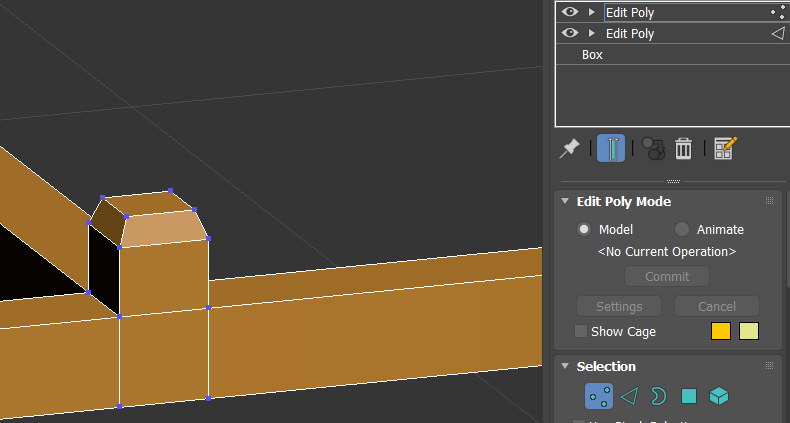 Edit Poly
Edit Poly
Box
Edit Poly Mode
Model Animate
<No Current Operation>
Commit
Settings Cancel
Show Cage
Selection